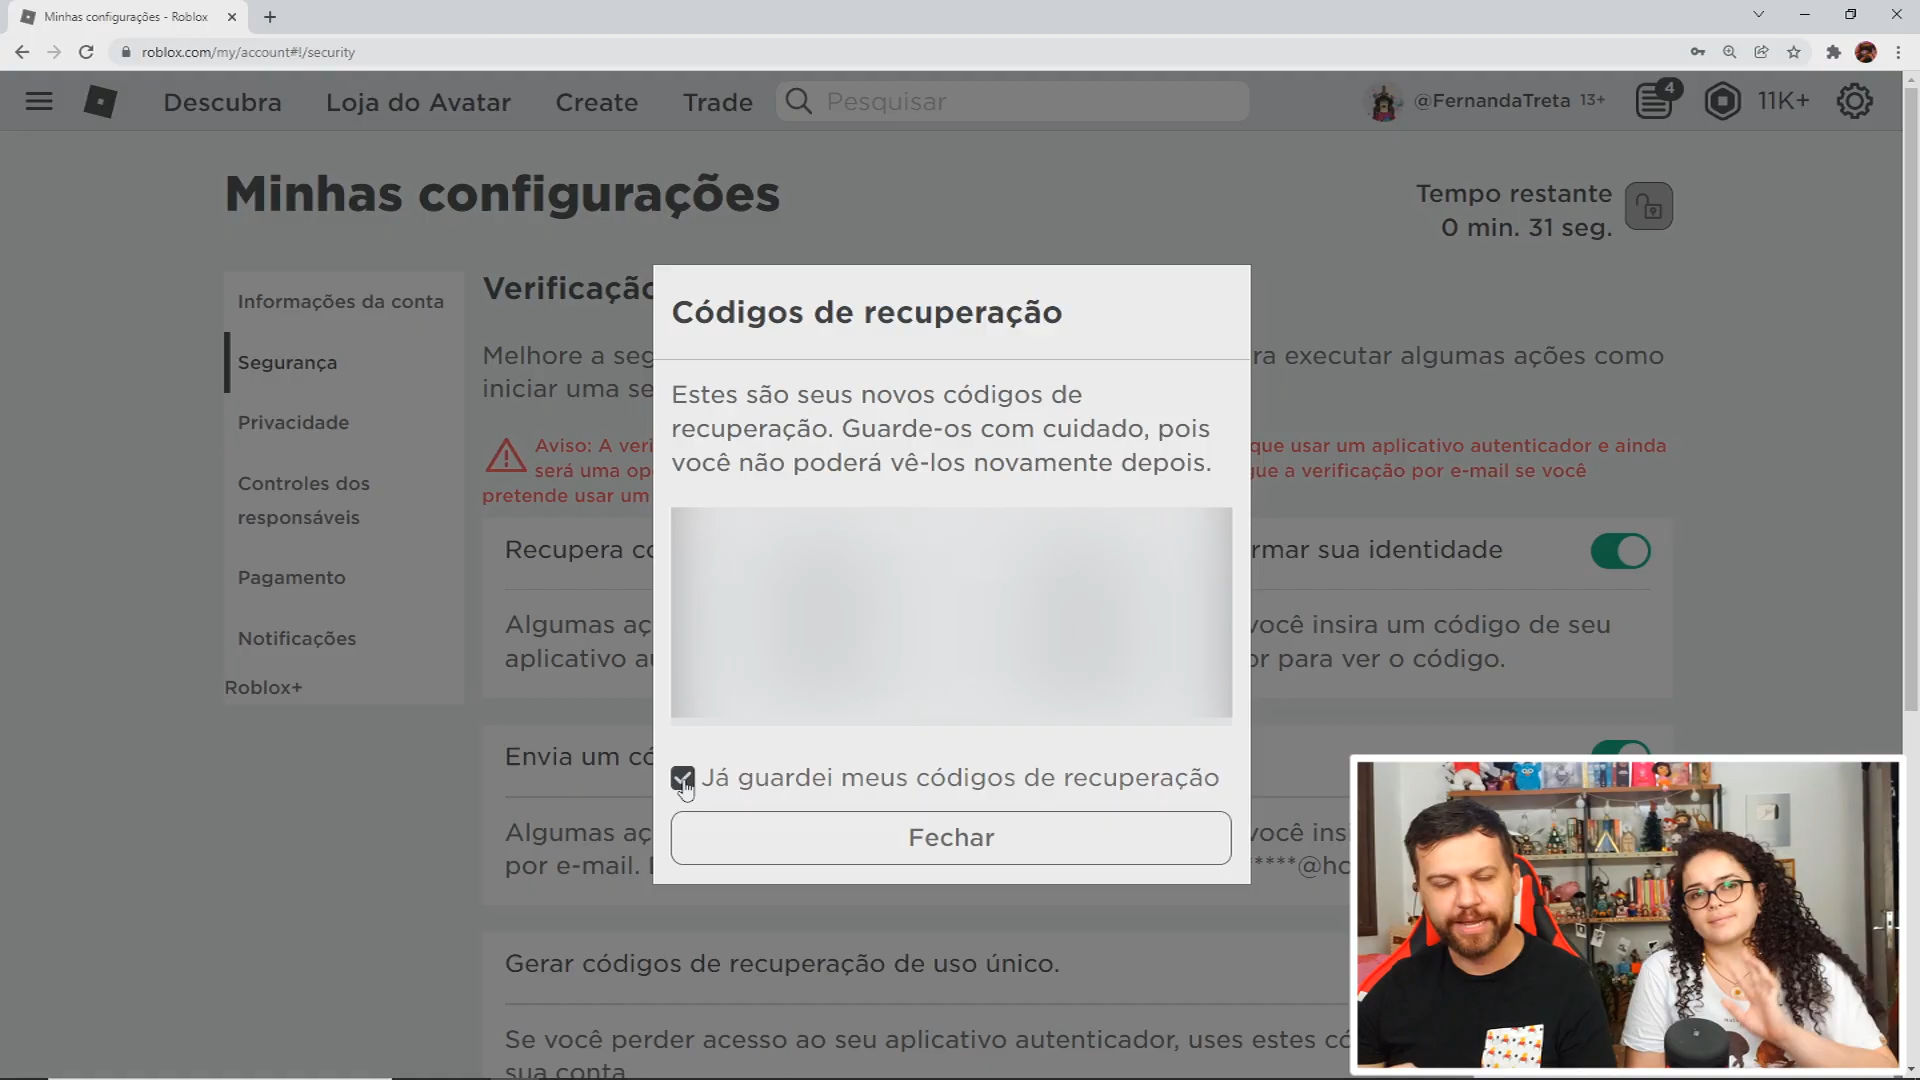 Minhas configurações - Roblox
roblox.com/my/account#!/security
Descubra Loja do Avatar Create Trade Pesquisar @FernandaTreta 13+ 4 11K+
Minhas configurações
Tempo restante
0 min. 31 seg.
Informações da conta
Segurança
Privacidade
Controles dos
responsáveis
Pagamento
Notificações
Roblox+
Verificaçã
Melhore a seg ra executar algumas ações como
iniciar uma se
Aviso: A veri que usar um aplicativo autenticador e ainda
será uma op gue a verificação por e-mail se você
pretende usar um
Recupera co rmar sua identidade
Algumas aç você insira um código de seu
aplicativo a or para ver o código.
Envia um có
Algumas aç você insi
por e-mail. ****@ho
Gerar códigos de recuperação de uso único.
Se você perder acesso ao seu aplicativo autenticador, uses estes có
sua conta.
Códigos de recuperação
Estes são seus novos códigos de
recuperação. Guarde-os com cuidado, pois
você não poderá vê-los novamente depois.
Já guardei meus códigos de recuperação
Fechar